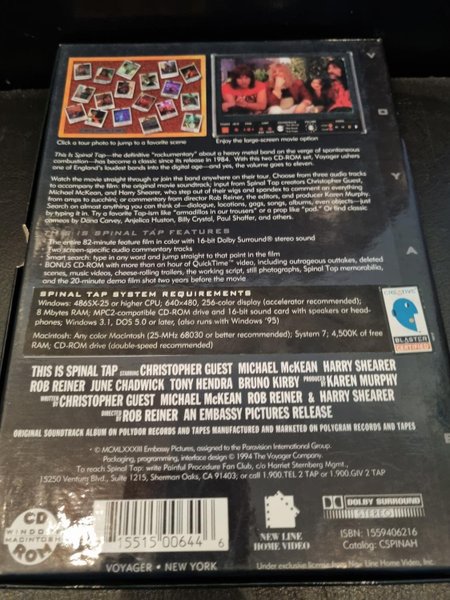 Click a tour photo to jump to a favorite scene
Enjoy the large-screen movie option
This Is Spinal Tap—the definitive "rockumentary" about a heavy metal band on the verge of spontaneous
combustion—has become a classic since its release in 1984. With this two CD-ROM set, Voyager ushers
one of England's loudest bands into the digital age—and yes, the volume goes to eleven.
Watch the movie straight through or join the band anywhere on their tour. Choose from three audio tracks
to accompany the film: the original movie soundtrack; input from Spinal Tap creators Christopher Guest,
Michael McKean, and Harry Shearer, who step out of their wigs and spandex to comment on everything
from amps to zucchini; or commentary from director Rob Reiner, the editors, and producer Karen Murphy.
Search on almost anything you can think of—dialogue, locations, gags, songs, albums, even objects—just
by typing it in. Try a favorite Tap-ism like "armadillos in our trousers" or a prop like "pod." Or find classic
cameos by Dana Carvey, Anjelica Huston, Billy Crystal, Paul Shaffer, and others.
THIS IS SPINAL TAP FEATURES
The entire 82-minute feature film in color with 16-bit Dolby Surround® stereo sound
Two screen-specific audio commentary tracks
Smart search: type in any word and jump straight to that point in the film
BONUS CD-ROM with more than an hour of QuickTime™ video, including outrageous outtakes, deleted
scenes, music videos, cheese-rolling trailers, the working script, still photographs, Spinal Tap memorabilia,
and the 20-minute demo film shot two years before the movie
SPINAL TAP SYSTEM REQUIREMENTS
Windows: 486SX-25 or higher CPU; 640x480, 256-color display (accelerator recommended);
8 Mbytes RAM; MPC2-compatible CD-ROM drive and 16-bit sound card with speakers or head-
phones; Windows 3.1, DOS 5.0 or later, (also runs with Windows '95)
Macintosh: Any color Macintosh (25-MHz 68030 or better recommended); System 7; 4,500K of free
RAM; CD-ROM drive (double-speed recommended)
CREATIVE
BLASTER
CERTIFIED
THIS IS SPINAL TAP STARRING CHRISTOPHER GUEST MICHAEL McKEAN HARRY SHEARER
ROB REINER JUNE CHADWICK TONY HENDRA BRUNO KIRBY PRODUCED BY KAREN MURPHY
WRITTEN BY CHRISTOPHER GUEST MICHAEL McKEAN ROB REINER & HARRY SHEARER
DIRECTED BY ROB REINER AN EMBASSY PICTURES RELEASE
ORIGINAL SOUNDTRACK ALBUM ON POLYDOR RECORDS AND TAPES MANUFACTURED AND MARKETED BY POLYGRAM RECORDS AND TAPES
© MCMLXXXIII Embassy Pictures, assigned to the Paravision International Group.
Packaging, programming, interface design © 1994 The Voyager Company.
To reach Spinal Tap: write Painful Procedure Fan Club, c/o Harriet Sternberg Mgmt.,
15250 Ventura Blvd., Suite 1215, Sherman Oaks, CA 91403; or call 1.900.TEL 2 TAP or 1.900.GIV 2 TAP
CD
WINDOWS
MACINTOSH
ROM
15515 00644 6
VOYAGER • NEW YORK
NEW LINE
HOME VIDEO
DOLBY SURROUND
STEREO
ISBN: 1559406216
Catalog: CSPINAH
Under exclusive license from New Line Home Video, Inc.